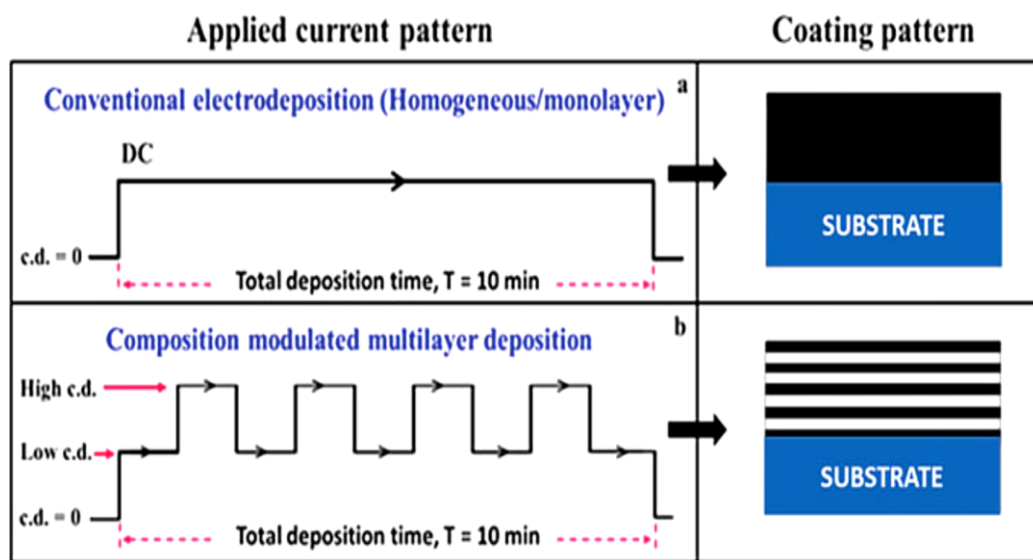 Applied current pattern
Coating pattern
Conventional electrodeposition (Homogeneous/monolayer)
a
DC
c.d. = 0
Total deposition time, T = 10 min
SUBSTRATE
Composition modulated multilayer deposition
b
High c.d.
Low c.d.
c.d. = 0
Total deposition time, T = 10 min
SUBSTRATE